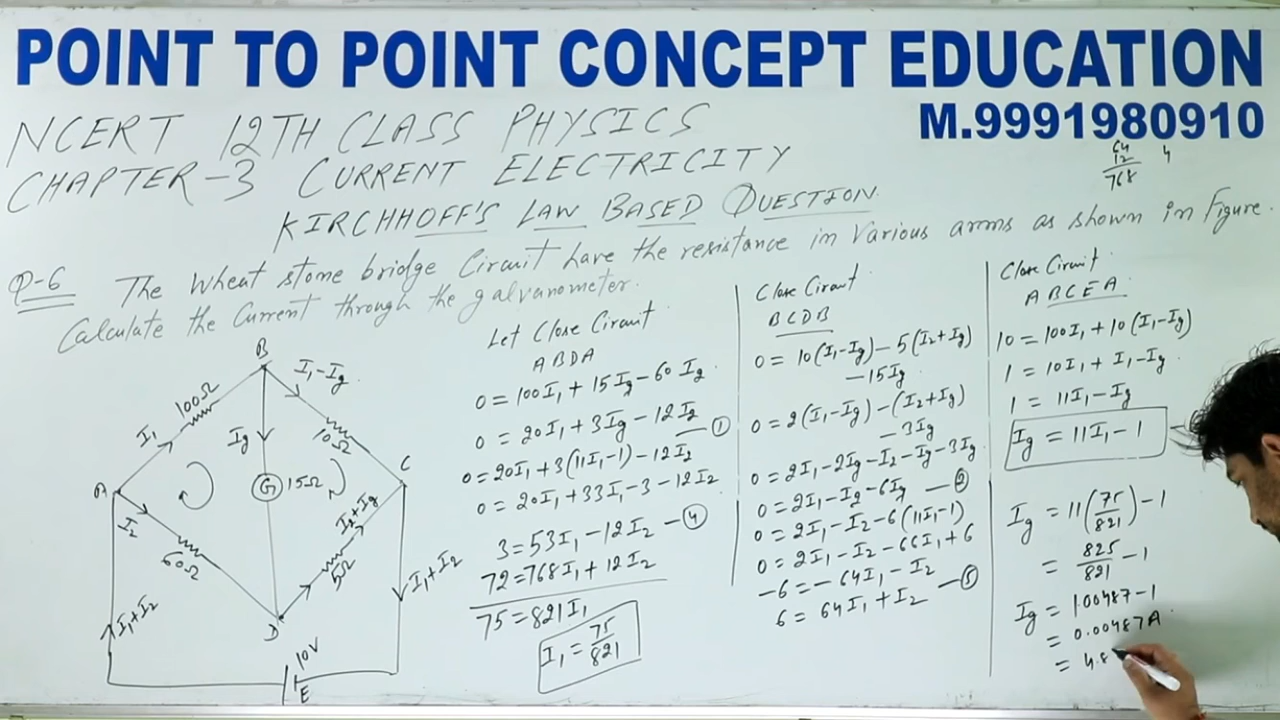 POINT TO POINT CONCEPT EDUCATION
M.9991980910
NCERT 12TH CLASS PHYSICS
CHAPTER-3 CURRENT ELECTRICITY
KIRCHHOFF'S LAW BASED QUESTION
64
12
768
4
Q-6 The Wheat stone bridge Circuit have the resistance in Various arms as shown in Figure.
Calculate the Current through the galvanometer.
B
I₁-Ig
100Ω
I₁
Ig
10Ω
A
G
15Ω
C
I₂
I₂+Ig
60Ω
5Ω
I₁+I₂
D
I₁+I₂
10V
E
Let Close Circuit
ABDA
0 = 100I₁ + 15Ig - 60 I₂
0 = 20I₁ + 3Ig - 12I₂ —①
0 = 20I₁ + 3(11I₁-1) - 12I₂
0 = 20I₁ + 33I₁ - 3 - 12I₂
3 = 53I₁ - 12I₂ —④
72 = 768I₁ + 12I₂
75 = 821I₁
I₁ = 75/821
Close Circuit
BCDB
0 = 10(I₁-Ig) - 5(I₂+Ig)
-15Ig
0 = 2(I₁-Ig) - (I₂+Ig)
-3Ig
0 = 2I₁ - 2Ig - I₂ - Ig - 3Ig
0 = 2I₁ - I₂ - 6Ig —②
0 = 2I₁ - I₂ - 6(11I₁-1)
0 = 2I₁ - I₂ - 66I₁ + 6
-6 = -64I₁ - I₂
6 = 64I₁ + I₂ —⑤
Close Circuit
ABCEA
10 = 100I₁ + 10(I₁-Ig)
1 = 10I₁ + I₁ - Ig
1 = 11I₁ - Ig
Ig = 11I₁ - 1
Ig = 11(75/821) - 1
= 825/821 - 1
Ig = 1.00487 - 1
= 0.00487A
= 4.8